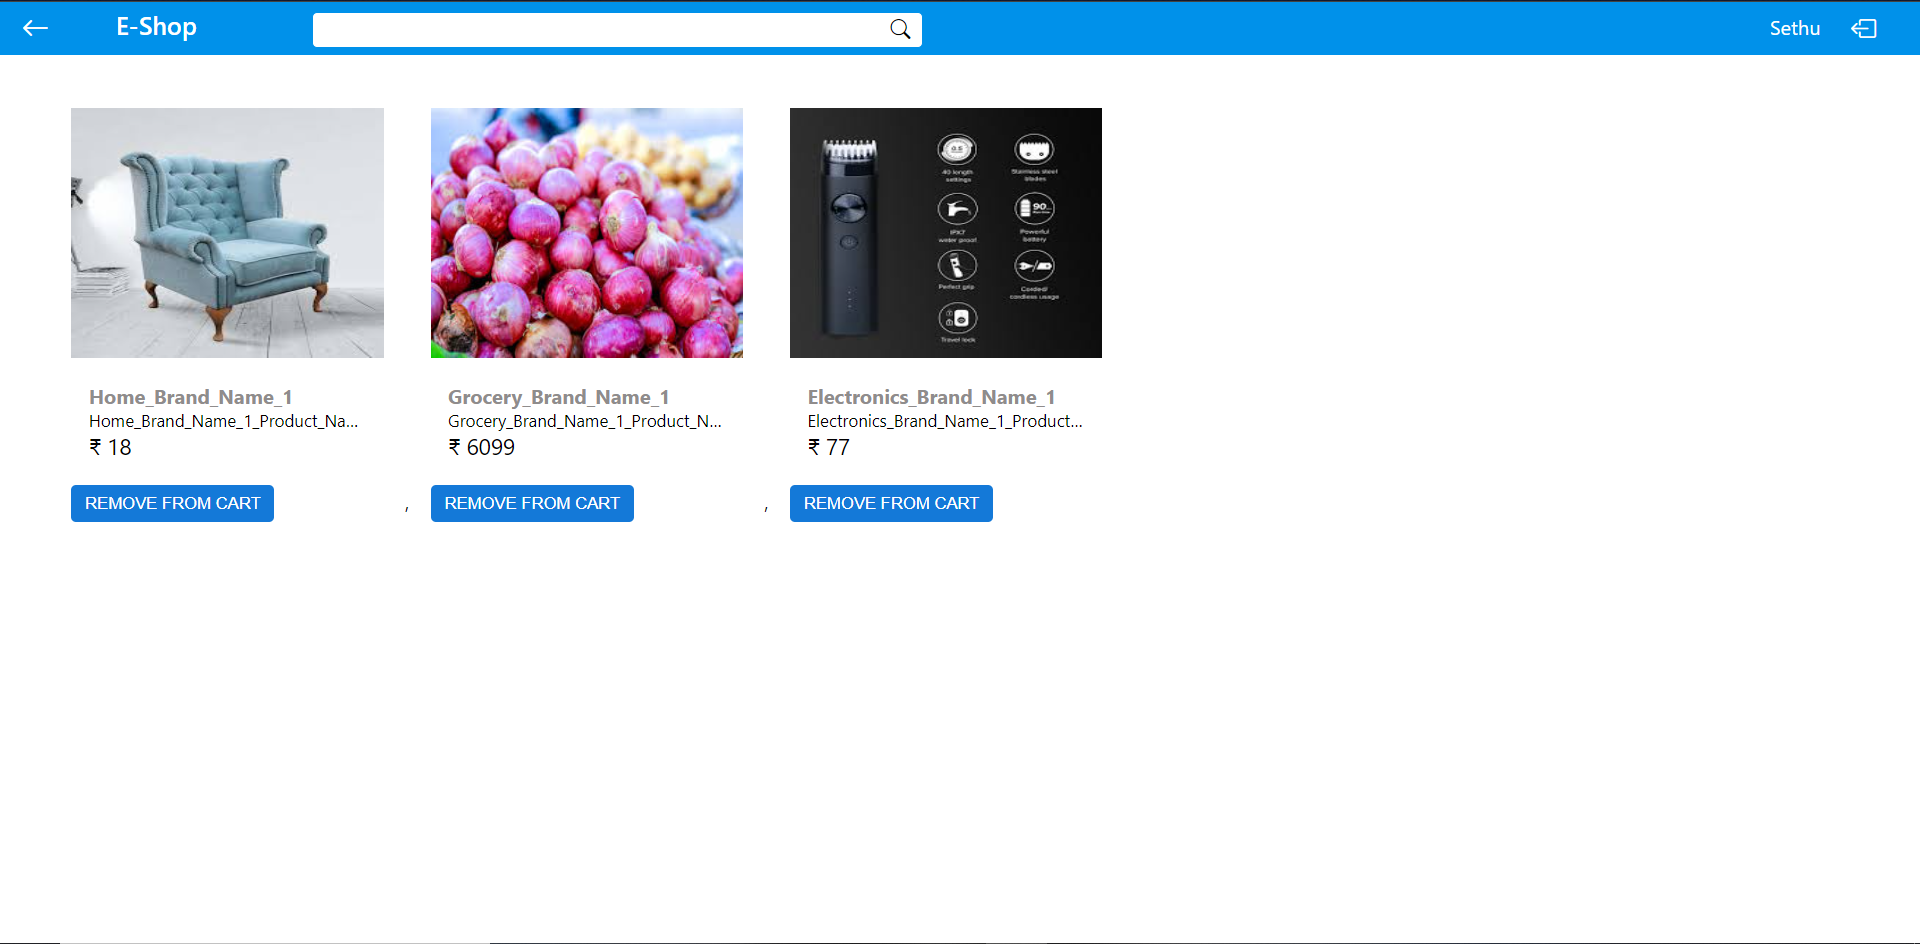 E-Shop
Sethu
0.5
40 length
settings
Stainless steel
blades
IPX7
water proof
90
Powerful
battery
Perfect grip
Corded/
cordless usage
Travel lock
Home_Brand_Name_1
Home_Brand_Name_1_Product_Na...
₹ 18
REMOVE FROM CART
,
Grocery_Brand_Name_1
Grocery_Brand_Name_1_Product_N...
₹ 6099
REMOVE FROM CART
,
Electronics_Brand_Name_1
Electronics_Brand_Name_1_Product...
₹ 77
REMOVE FROM CART